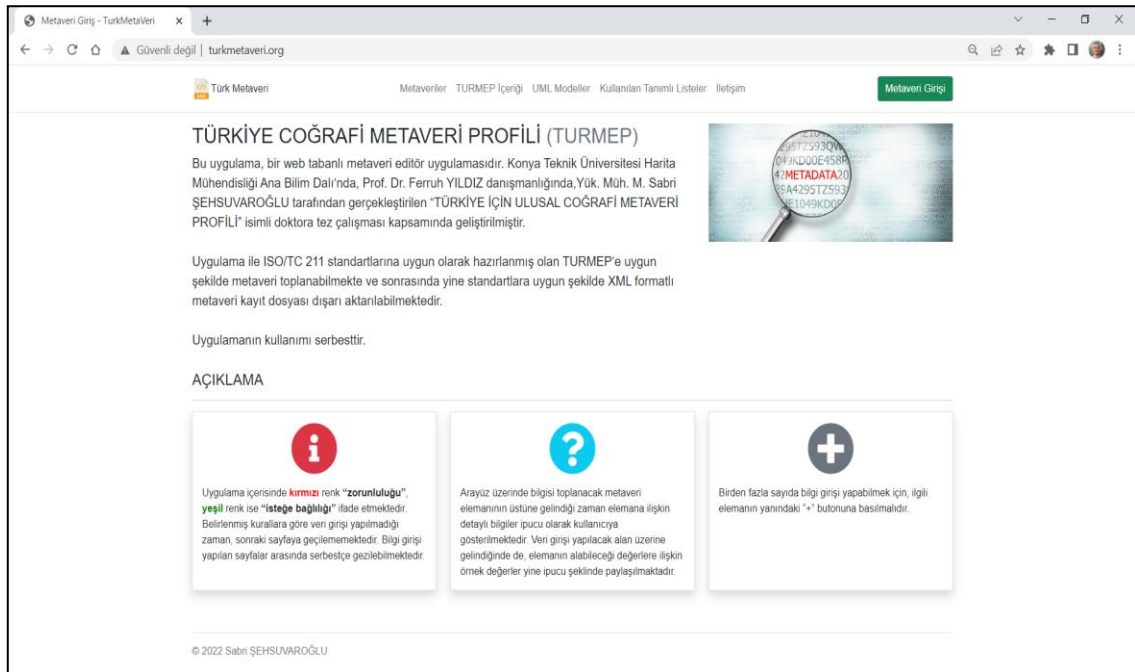 Metaveri Giriş - TurkMetaVeri
Güvenli değil | turkmetaveri.org
Türk Metaveri
Metaveriler TURMEP İçeriği UML Modeller Kullanılan Tanımlı Listeler İletişim
Metaveri Girişi
TÜRKİYE COĞRAFİ METAVERİ PROFİLİ (TURMEP)
Bu uygulama, bir web tabanlı metaveri editör uygulamasıdır. Konya Teknik Üniversitesi Harita
Mühendisliği Ana Bilim Dalı'nda, Prof. Dr. Ferruh YILDIZ danışmanlığında,Yük. Müh. M. Sabri
ŞEHSUVAROĞLU tarafından gerçekleştirilen “TÜRKİYE İÇİN ULUSAL COĞRAFİ METAVERİ
PROFİLİ” isimli doktora tez çalışması kapsamında geliştirilmiştir.
Uygulama ile ISO/TC 211 standartlarına uygun olarak hazırlanmış olan TURMEP'e uygun
şekilde metaveri toplanabilmekte ve sonrasında yine standartlara uygun şekilde XML formatlı
metaveri kayıt dosyası dışarı aktarılabilmektedir.
Uygulamanın kullanımı serbesttir.
METADATA
AÇIKLAMA
Uygulama içerisinde kırmızı renk “zorunluluğu”,
yeşil renk ise “isteğe bağlılığı” ifade etmektedir.
Belirlenmiş kurallara göre veri girişi yapılmadığı
zaman, sonraki sayfaya geçilememektedir. Bilgi girişi
yapılan sayfalar arasında serbestçe gezilebilmektedir.
Arayüz üzerinde bilgisi toplanacak metaveri
elemanının üstüne gelindiği zaman elemana ilişkin
detaylı bilgiler ipucu olarak kullanıcıya
gösterilmektedir. Veri girişi yapılacak alan üzerine
gelindiğinde de, elemanın alabileceği değerlere ilişkin
örnek değerler yine ipucu şeklinde paylaşılmaktadır.
Birden fazla sayıda bilgi girişi yapabilmek için, ilgili
elemanın yanındaki “+” butonuna basılmalıdır.
© 2022 Sabri ŞEHSUVAROĞLU